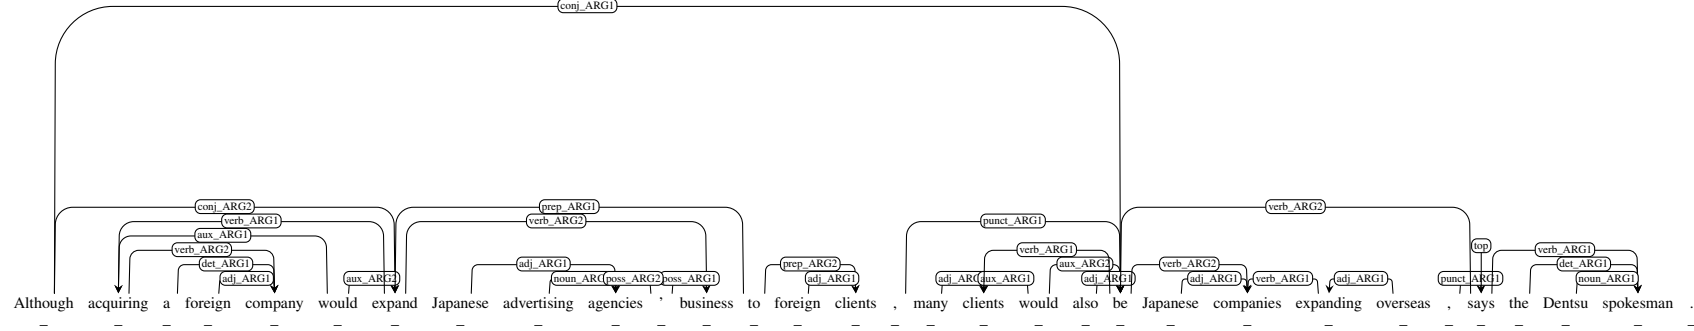 conj_ARG1
conj_ARG2 prep_ARG1 verb_ARG2
verb_ARG1 verb_ARG2 punct_ARG1
aux_ARG1
verb_ARG2 verb_ARG1 top verb_ARG1
det_ARG1 adj_ARG1 prep_ARG2 aux_ARG2 verb_ARG2 det_ARG1
adj_ARG1 aux_ARG2 noun_ARG poss_ARG2 poss_ARG1 adj_ARG1 adj_ARG aux_ARG1 adj_ARG1 adj_ARG1 verb_ARG1 adj_ARG1 punct_ARG1 noun_ARG1
Although acquiring a foreign company would expand Japanese advertising agencies ' business to foreign clients , many clients would also be Japanese companies expanding overseas , says the Dentsu spokesman .
_ _ _ _ _ _ _ _ _ _ _ _ _ _ _ _ _ _ _ _ _ _ _ _ _ _ _ _ _ _ _